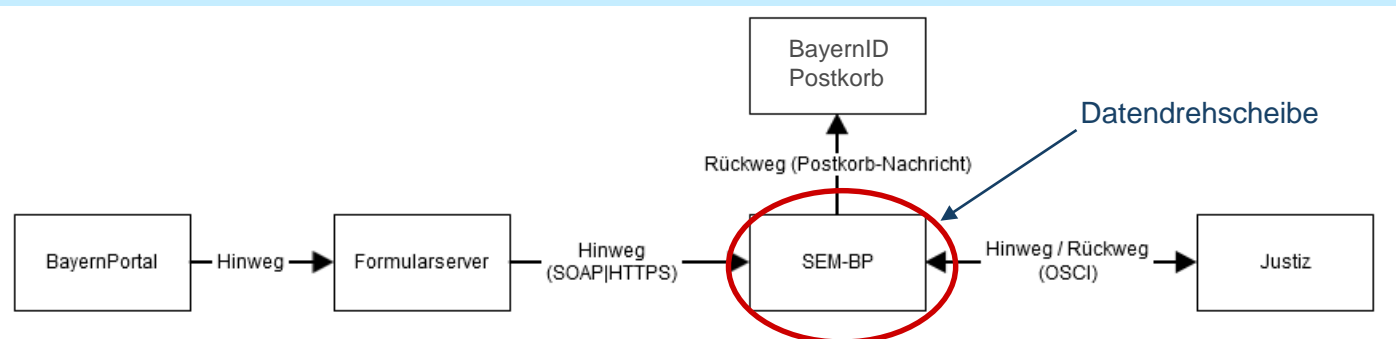 BayernID
Postkorb
Datendrehscheibe
Rückweg (Postkorb-Nachricht)
BayernPortal
Hinweg
Formularserver
Hinweg
(SOAP|HTTPS)
SEM-BP
Hinweg / Rückweg
(OSCI)
Justiz